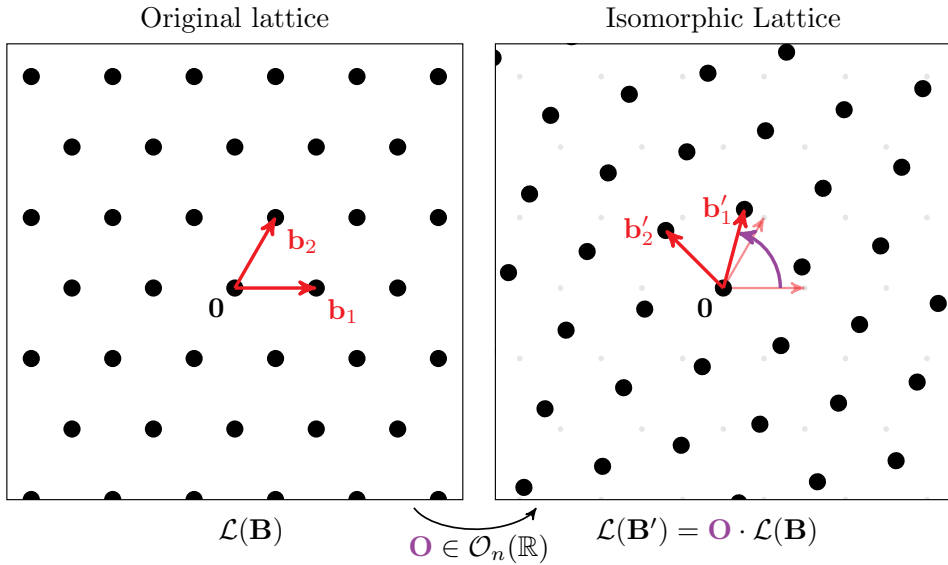 Original lattice
Isomorphic Lattice
b₂
0
b₁
b′₂
b′₁
0
ℒ(B)
O ∈ 𝒪ₙ(ℝ)
ℒ(B′) = O · ℒ(B)